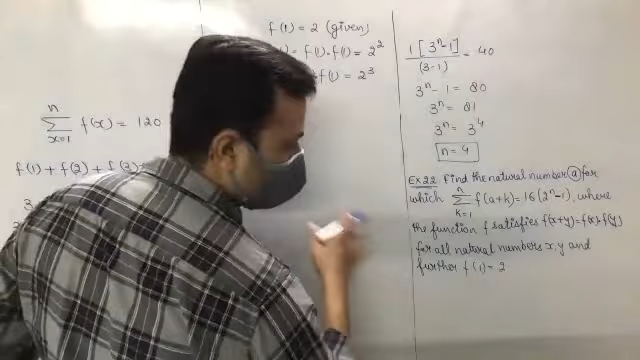 n
∑ f(x) = 120
x=1
f(1) + f(2) + f(3)
3
f(1) = 2 (given)
) = f(1) · f(1) = 2²
f(1) = 2³
1 [3ⁿ-1] = 40
(3-1)
3ⁿ - 1 = 80
3ⁿ = 81
3ⁿ = 3⁴
n = 4
EX 22 Find the natural number a for
which ∑ₖ₌₁ⁿ f(a+k) = 16(2ⁿ-1), where
the function f satisfies f(x+y) = f(x).f(y)
for all natural numbers x, y and
further f(1) = 2